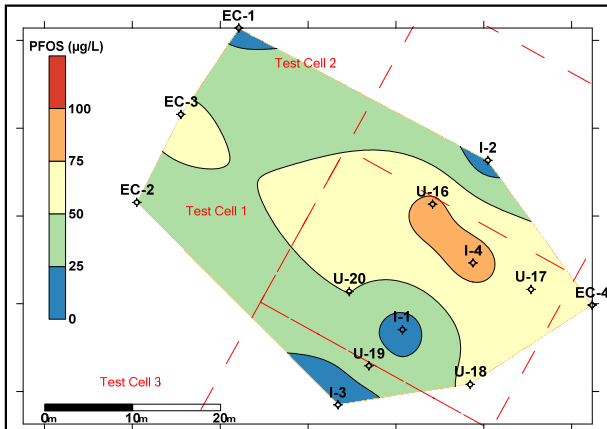 EC-1
PFOS (µg/L)
Test Cell 2
100
EC-3
75
I-2
50
EC-2
U-16
Test Cell 1
25
I-4
0
U-20
U-17
EC-4
I-1
U-19
U-18
Test Cell 3
I-3
0m 10m 20m